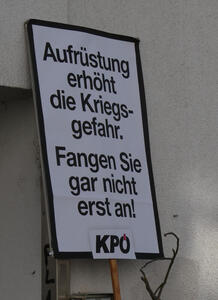 Aufrüstung
erhöht
die Kriegs-
gefahr.
Fangen Sie
gar nicht
erst an!
KPÖ